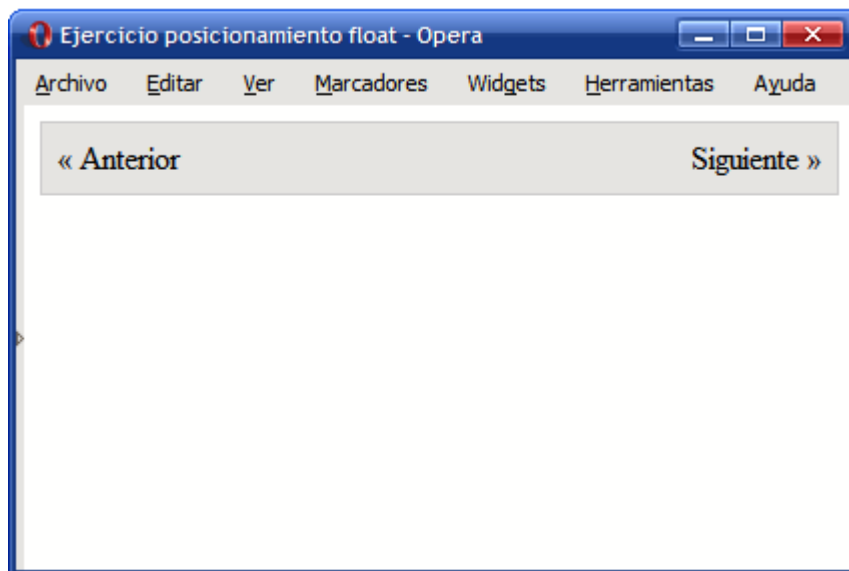 Ejercicio posicionamiento float - Opera
Archivo Editar Ver Marcadores Widgets Herramientas Ayuda
« Anterior Siguiente »